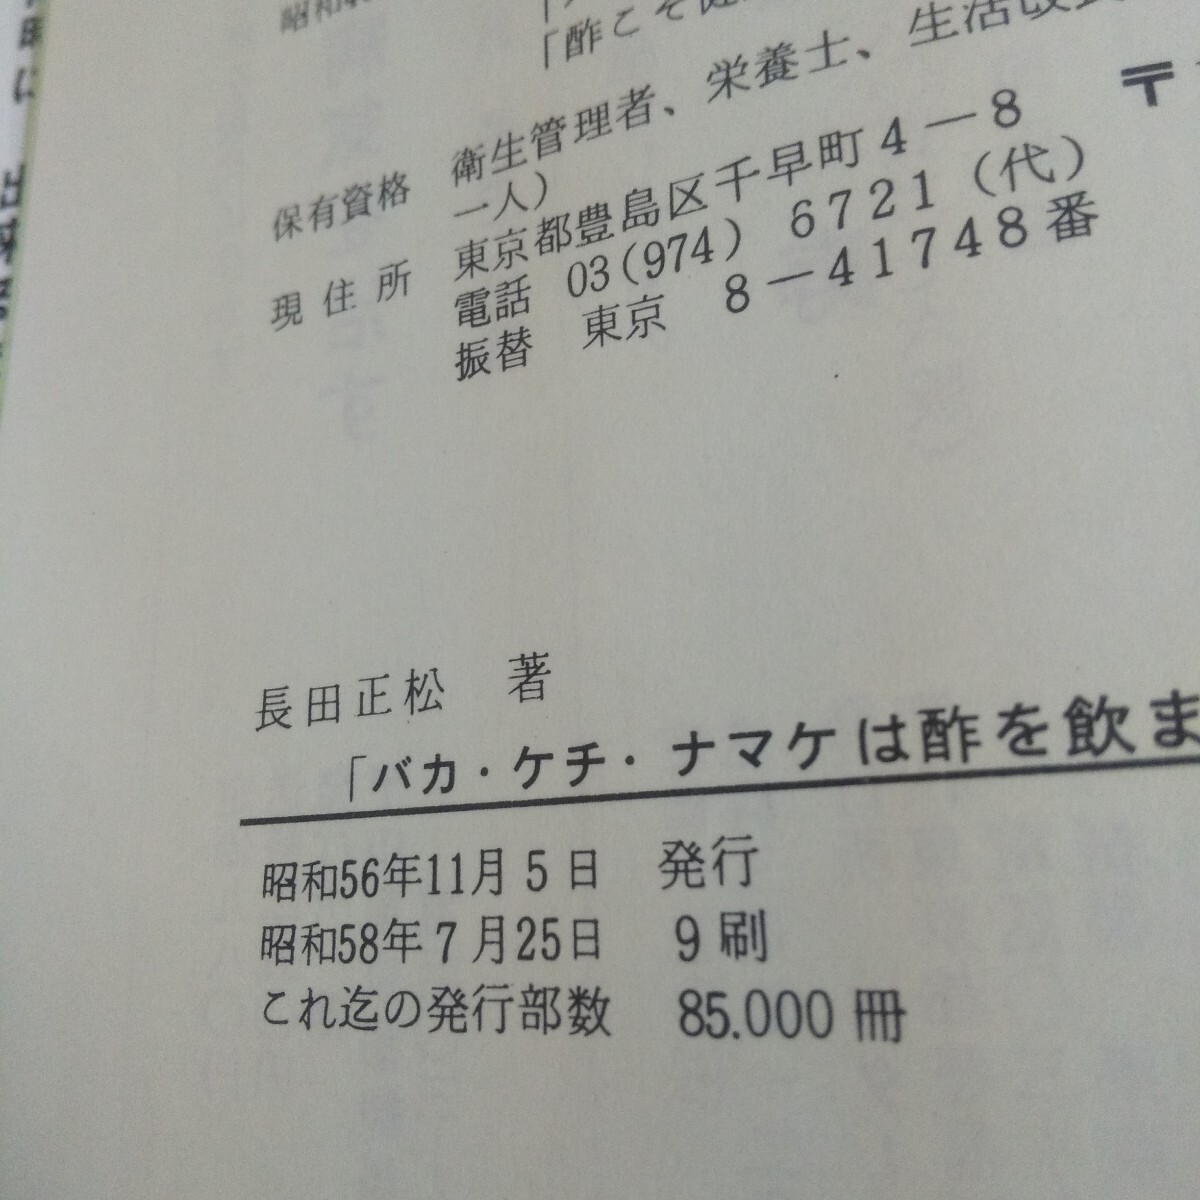 「酢こそ健
保有資格 衛生管理者、栄養士、生活改
一人)
現住所 東京都豊島区千早町4－8 〒
電話 03(974) 6721(代)
振替 東京 8－41748番
長田正松 著
「バカ・ケチ・ナマケは酢を飲ま
昭和56年11月5日 発行
昭和58年7月25日 9刷
これ迄の発行部数 85.000冊